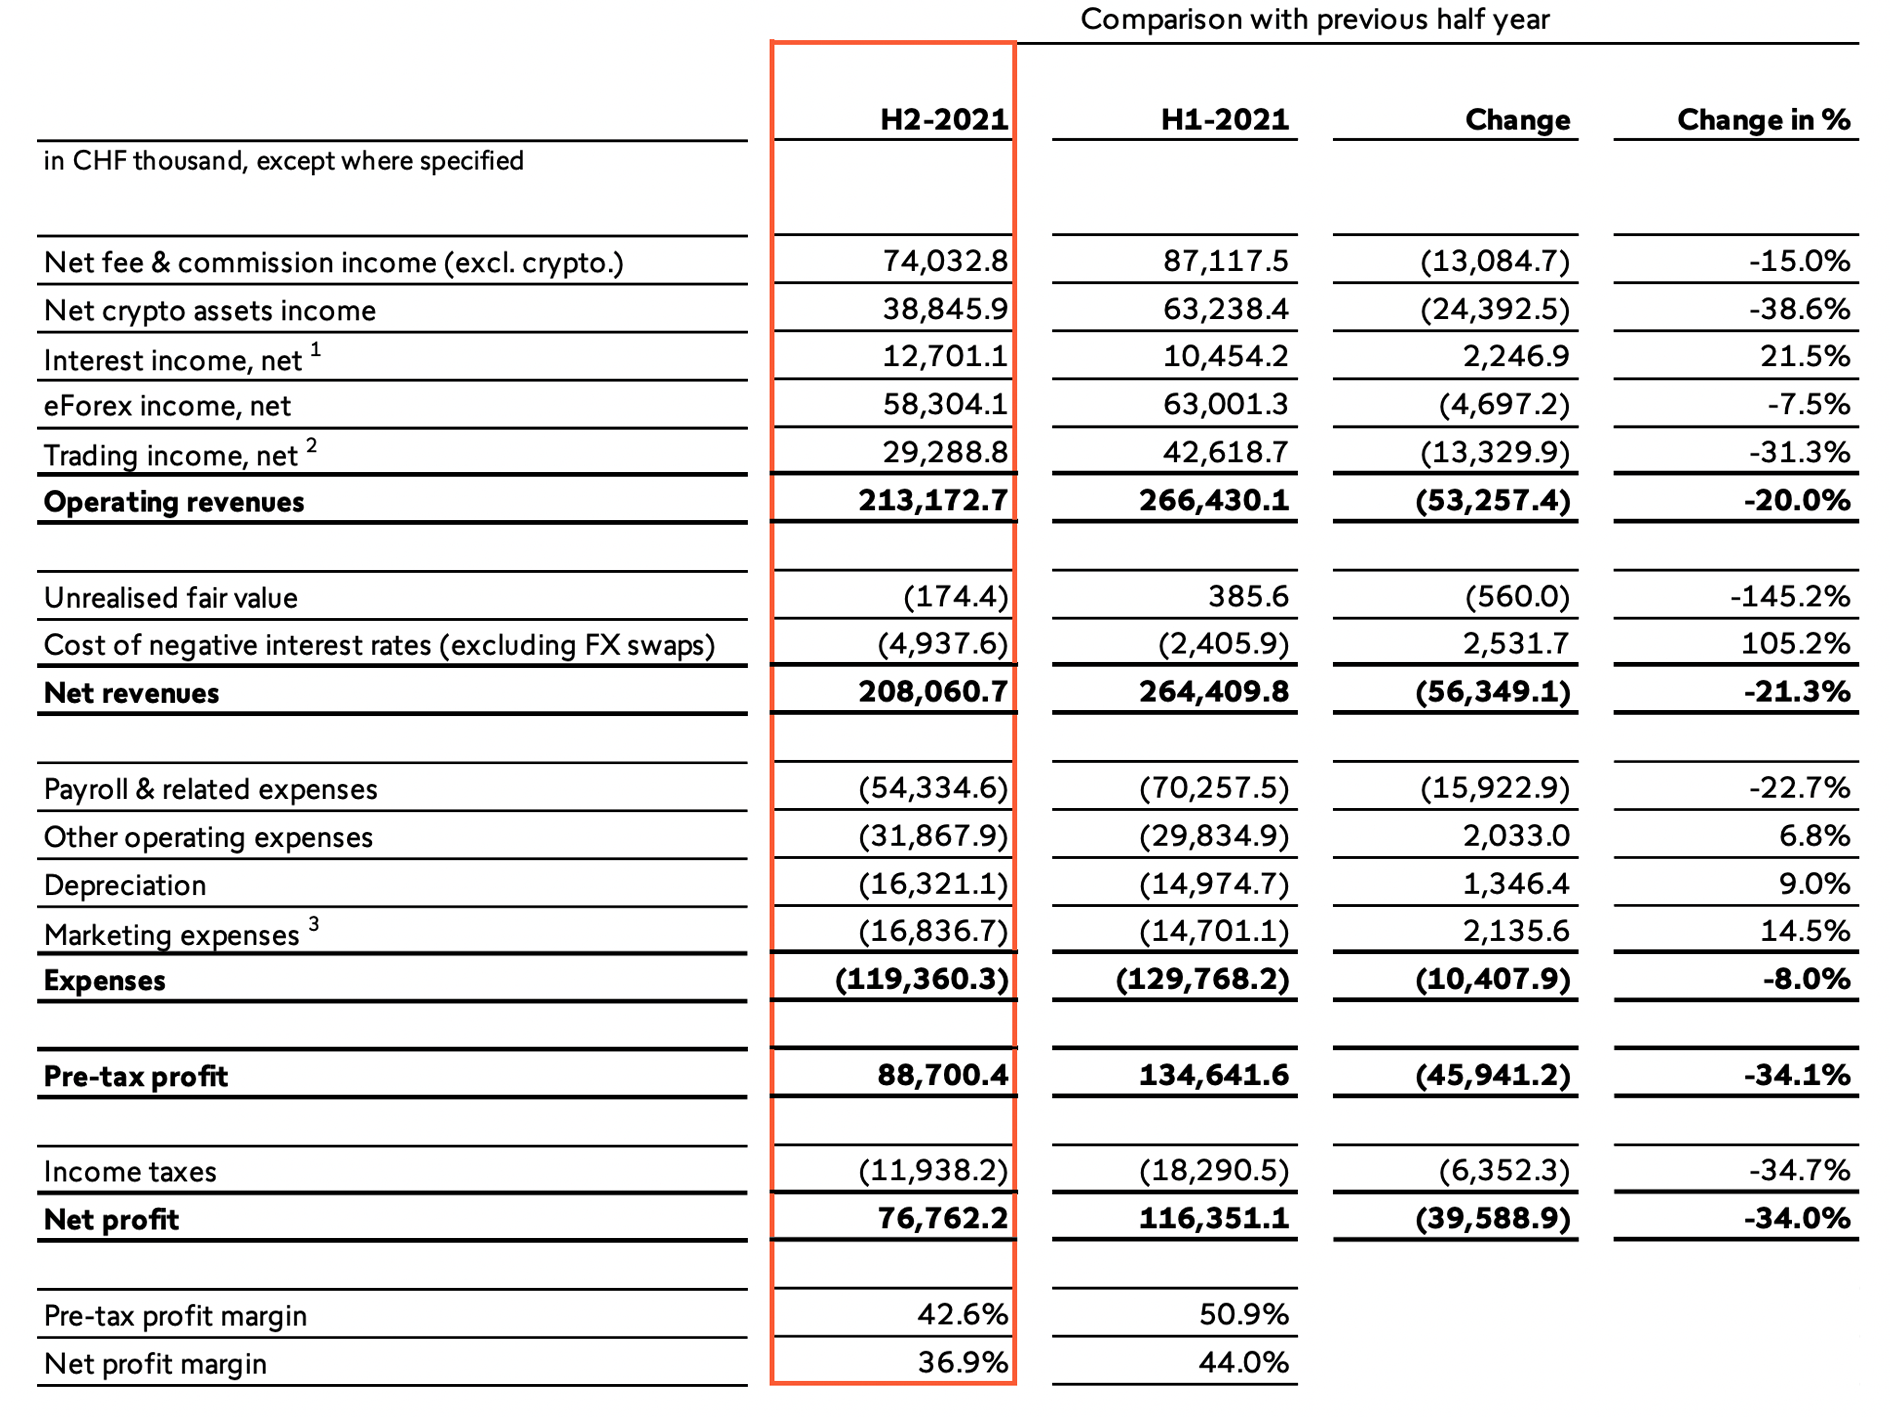 Comparison with previous half year
H2-2021 H1-2021 Change Change in %
in CHF thousand, except where specified
Net fee & commission income (excl. crypto.) 74,032.8 87,117.5 (13,084.7) -15.0%
Net crypto assets income 38,845.9 63,238.4 (24,392.5) -38.6%
Interest income, net 1 12,701.1 10,454.2 2,246.9 21.5%
eForex income, net 58,304.1 63,001.3 (4,697.2) -7.5%
Trading income, net 2 29,288.8 42,618.7 (13,329.9) -31.3%
Operating revenues 213,172.7 266,430.1 (53,257.4) -20.0%
Unrealised fair value (174.4) 385.6 (560.0) -145.2%
Cost of negative interest rates (excluding FX swaps) (4,937.6) (2,405.9) 2,531.7 105.2%
Net revenues 208,060.7 264,409.8 (56,349.1) -21.3%
Payroll & related expenses (54,334.6) (70,257.5) (15,922.9) -22.7%
Other operating expenses (31,867.9) (29,834.9) 2,033.0 6.8%
Depreciation (16,321.1) (14,974.7) 1,346.4 9.0%
Marketing expenses 3 (16,836.7) (14,701.1) 2,135.6 14.5%
Expenses (119,360.3) (129,768.2) (10,407.9) -8.0%
Pre-tax profit 88,700.4 134,641.6 (45,941.2) -34.1%
Income taxes (11,938.2) (18,290.5) (6,352.3) -34.7%
Net profit 76,762.2 116,351.1 (39,588.9) -34.0%
Pre-tax profit margin 42.6% 50.9%
Net profit margin 36.9% 44.0%